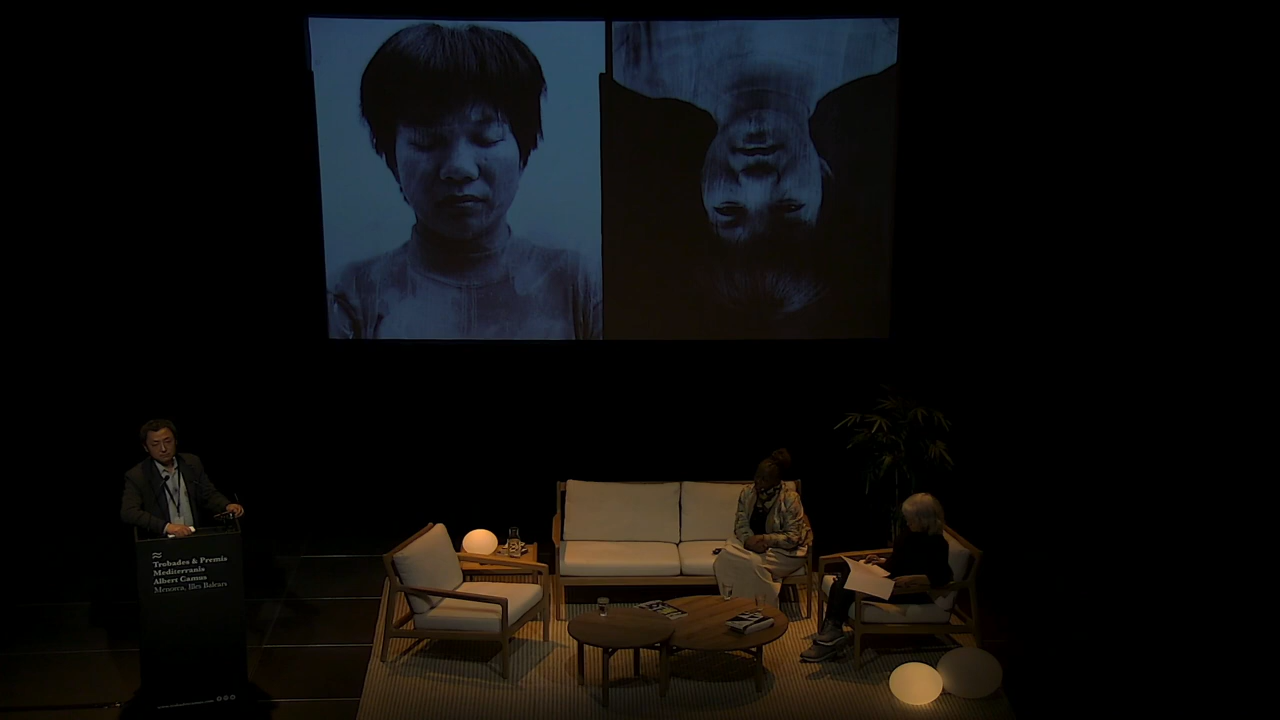 Trobades & Premis
Mediterranis
Albert Camus
Menorca, Illes Balears